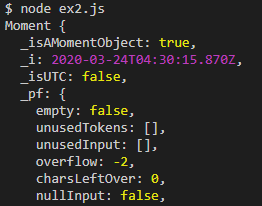 $ node ex2.js
Moment {
  _isAMomentObject: true,
  _i: 2020-03-24T04:30:15.870Z,
  _isUTC: false,
  _pf: {
    empty: false,
    unusedTokens: [],
    unusedInput: [],
    overflow: -2,
    charsLeftOver: 0,
    nullInput: false,